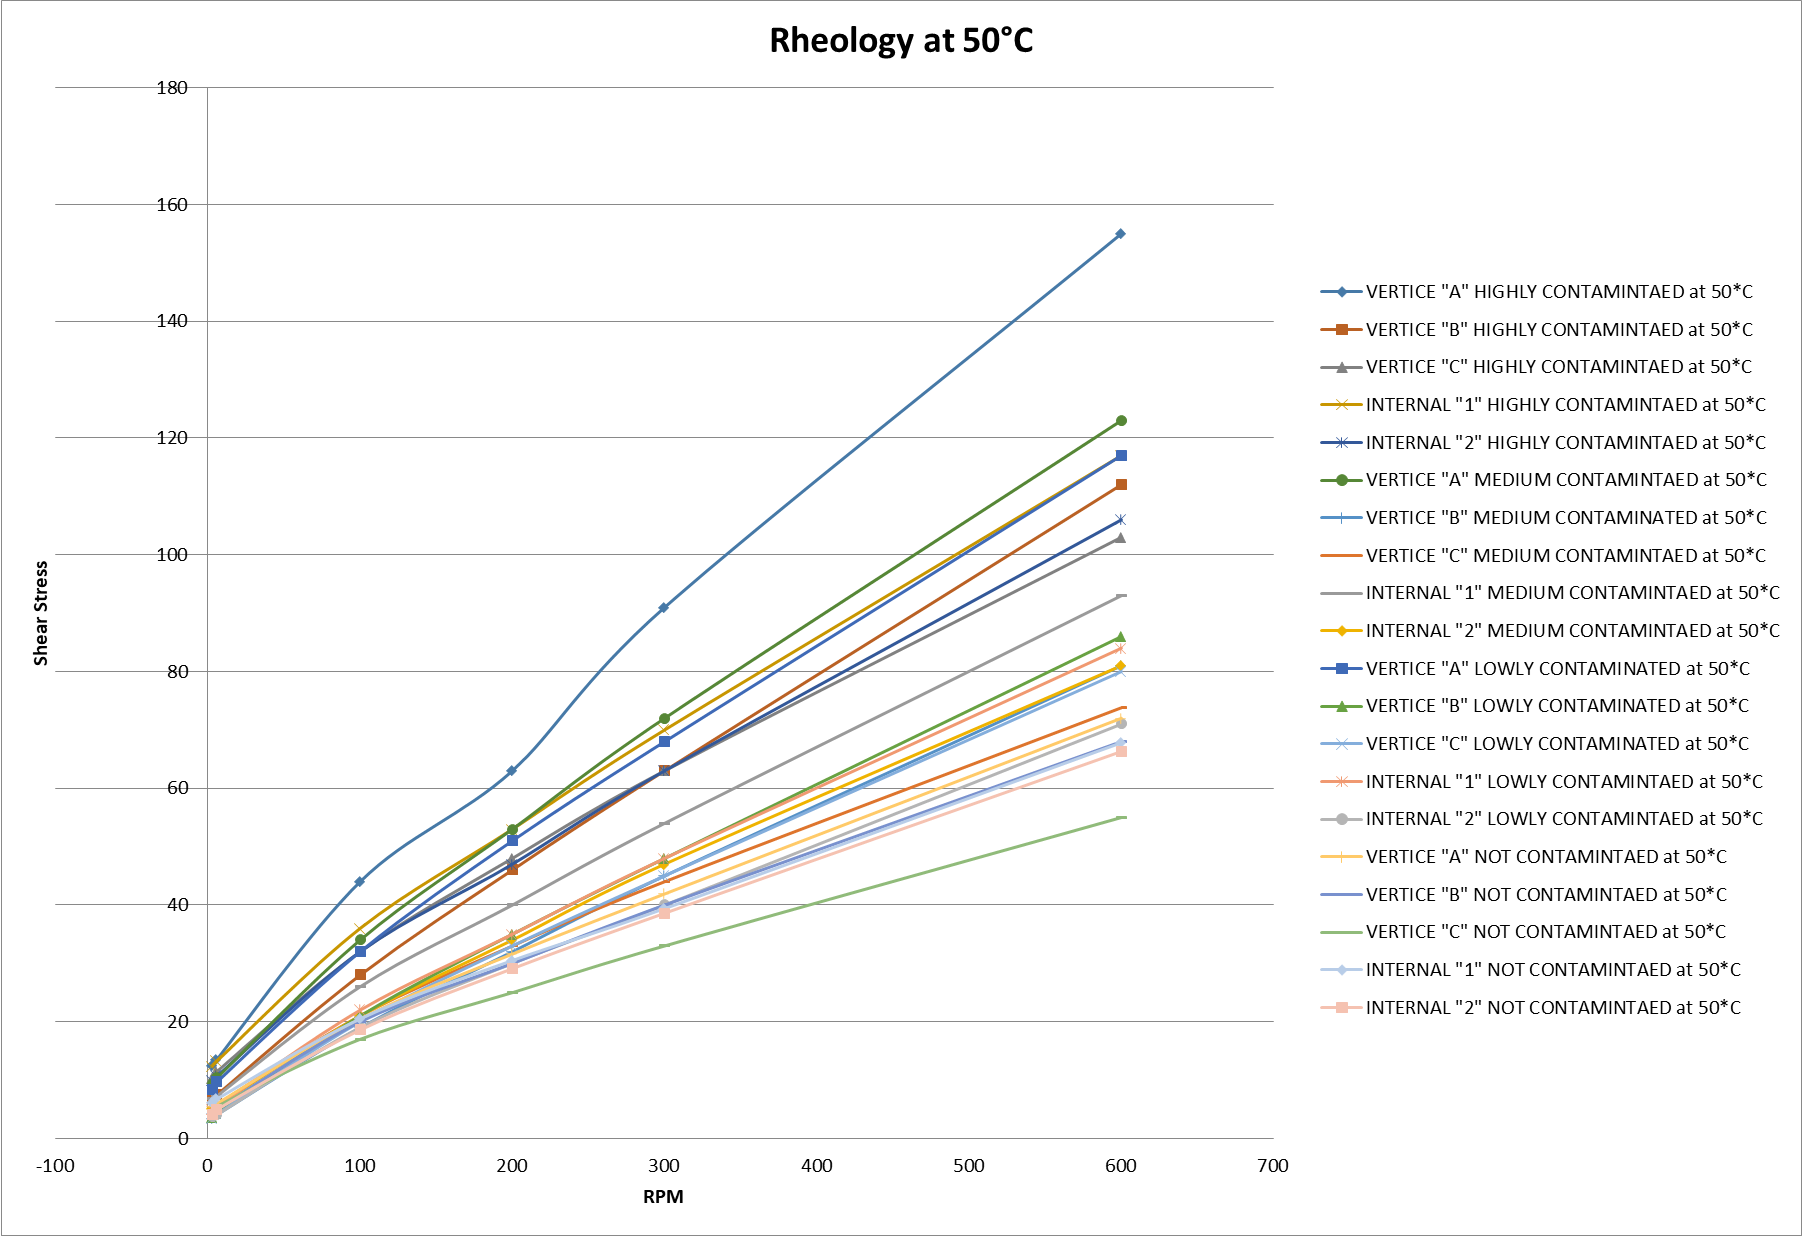 Rheology at 50°C
180
160
140
120
100
80
60
40
20
0
-100 0 100 200 300 400 500 600 700
RPM
Shear Stress
VERTICE "A" HIGHLY CONTAMINTAED at 50*C
VERTICE "B" HIGHLY CONTAMINTAED at 50*C
VERTICE "C" HIGHLY CONTAMINTAED at 50*C
INTERNAL "1" HIGHLY CONTAMINTAED at 50*C
INTERNAL "2" HIGHLY CONTAMINTAED at 50*C
VERTICE "A" MEDIUM CONTAMINTAED at 50*C
VERTICE "B" MEDIUM CONTAMINATED at 50*C
VERTICE "C" MEDIUM CONTAMINTAED at 50*C
INTERNAL "1" MEDIUM CONTAMINTAED at 50*C
INTERNAL "2" MEDIUM CONTAMINTAED at 50*C
VERTICE "A" LOWLY CONTAMINATED at 50*C
VERTICE "B" LOWLY CONTAMINATED at 50*C
VERTICE "C" LOWLY CONTAMINATED at 50*C
INTERNAL "1" LOWLY CONTAMINTAED at 50*C
INTERNAL "2" LOWLY CONTAMINTAED at 50*C
VERTICE "A" NOT CONTAMINTAED at 50*C
VERTICE "B" NOT CONTAMINTAED at 50*C
VERTICE "C" NOT CONTAMINTAED at 50*C
INTERNAL "1" NOT CONTAMINTAED at 50*C
INTERNAL "2" NOT CONTAMINTAED at 50*C